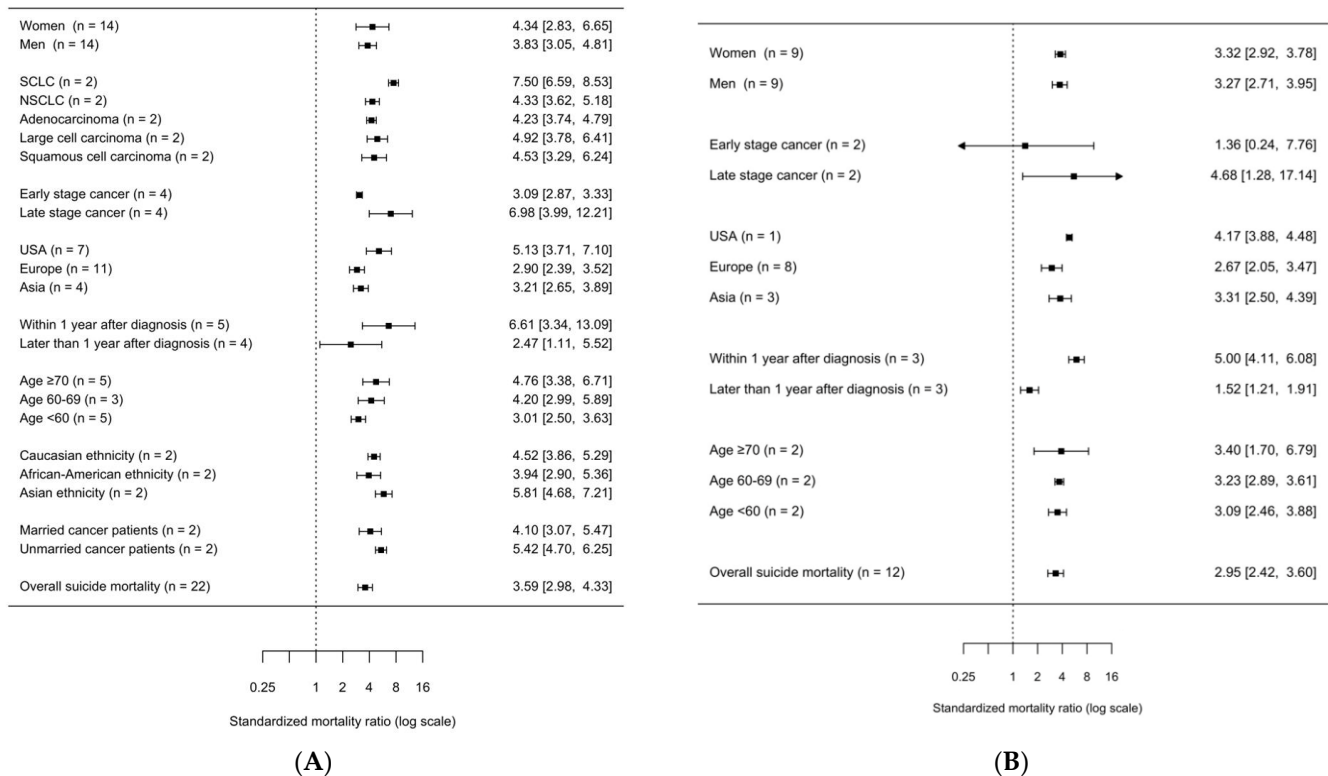 Women (n = 14) 4.34 [2.83, 6.65]
Men (n = 14) 3.83 [3.05, 4.81]
SCLC (n = 2) 7.50 [6.59, 8.53]
NSCLC (n = 2) 4.33 [3.62, 5.18]
Adenocarcinoma (n = 2) 4.23 [3.74, 4.79]
Large cell carcinoma (n = 2) 4.92 [3.78, 6.41]
Squamous cell carcinoma (n = 2) 4.53 [3.29, 6.24]
Early stage cancer (n = 4) 3.09 [2.87, 3.33]
Late stage cancer (n = 4) 6.98 [3.99, 12.21]
USA (n = 7) 5.13 [3.71, 7.10]
Europe (n = 11) 2.90 [2.39, 3.52]
Asia (n = 4) 3.21 [2.65, 3.89]
Within 1 year after diagnosis (n = 5) 6.61 [3.34, 13.09]
Later than 1 year after diagnosis (n = 4) 2.47 [1.11, 5.52]
Age ≥70 (n = 5) 4.76 [3.38, 6.71]
Age 60-69 (n = 3) 4.20 [2.99, 5.89]
Age <60 (n = 5) 3.01 [2.50, 3.63]
Caucasian ethnicity (n = 2) 4.52 [3.86, 5.29]
African-American ethnicity (n = 2) 3.94 [2.90, 5.36]
Asian ethnicity (n = 2) 5.81 [4.68, 7.21]
Married cancer patients (n = 2) 4.10 [3.07, 5.47]
Unmarried cancer patients (n = 2) 5.42 [4.70, 6.25]
Overall suicide mortality (n = 22) 3.59 [2.98, 4.33]
0.25 1 2 4 8 16
Standardized mortality ratio (log scale)
(A)
Women (n = 9) 3.32 [2.92, 3.78]
Men (n = 9) 3.27 [2.71, 3.95]
Early stage cancer (n = 2) 1.36 [0.24, 7.76]
Late stage cancer (n = 2) 4.68 [1.28, 17.14]
USA (n = 1) 4.17 [3.88, 4.48]
Europe (n = 8) 2.67 [2.05, 3.47]
Asia (n = 3) 3.31 [2.50, 4.39]
Within 1 year after diagnosis (n = 3) 5.00 [4.11, 6.08]
Later than 1 year after diagnosis (n = 3) 1.52 [1.21, 1.91]
Age ≥70 (n = 2) 3.40 [1.70, 6.79]
Age 60-69 (n = 2) 3.23 [2.89, 3.61]
Age <60 (n = 2) 3.09 [2.46, 3.88]
Overall suicide mortality (n = 12) 2.95 [2.42, 3.60]
0.25 1 2 4 8 16
Standardized mortality ratio (log scale)
(B)